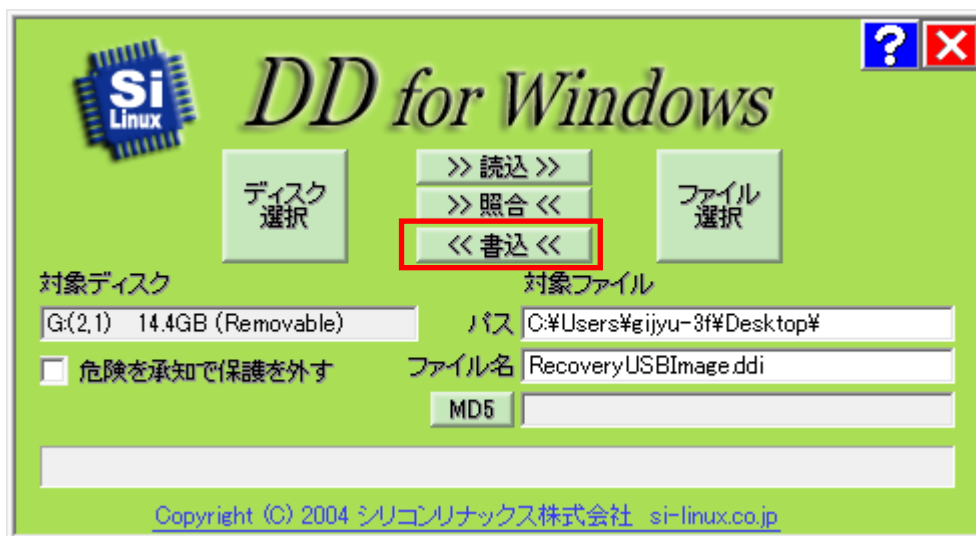 Si
Linux
DD for Windows
?
ディスク
選択
>> 読込 >>
>> 照合 <<
<< 書込 <<
ファイル
選択
対象ディスク
対象ファイル
G:(2,1) 14.4GB (Removable)
パス C:¥Users¥gijyu-3f¥Desktop¥
危険を承知で保護を外す
ファイル名 RecoveryUSBImage.ddi
MD5
Copyright (C) 2004 シリコンリナックス株式会社 si-linux.co.jp